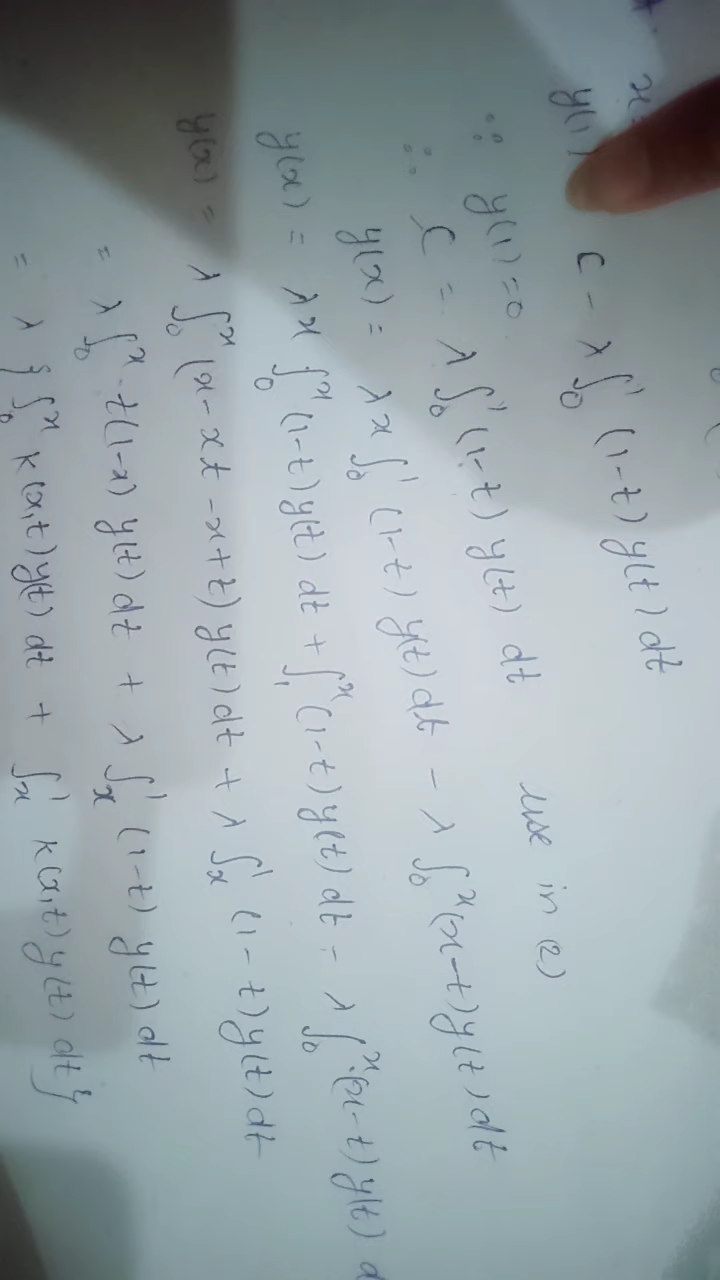 x
y(1) C - λ ∫₀¹ (1-t) y(t) dt
∵ y(1) = 0
∴ C = λ ∫₀¹ (1-t) y(t) dt use in (2)
y(x) = λx ∫₀¹ (1-t) y(t) dt - λ ∫₀ˣ (x-t) y(t) dt
y(x) = λx ∫₀ˣ (1-t) y(t) dt + ∫₁ˣ (1-t) y(t) dt - λ ∫₀ˣ (x-t) y(t) d
y(x) = λ ∫₀ˣ (x - xt - x + t) y(t) dt + λ ∫ₓ¹ (1-t) y(t) dt
= λ ∫₀ˣ t(1-x) y(t) dt + λ ∫ₓ¹ (1-t) y(t) dt
= λ { ∫₀ˣ k(x,t) y(t) dt + ∫ₓ¹ k(x,t) y(t) dt }